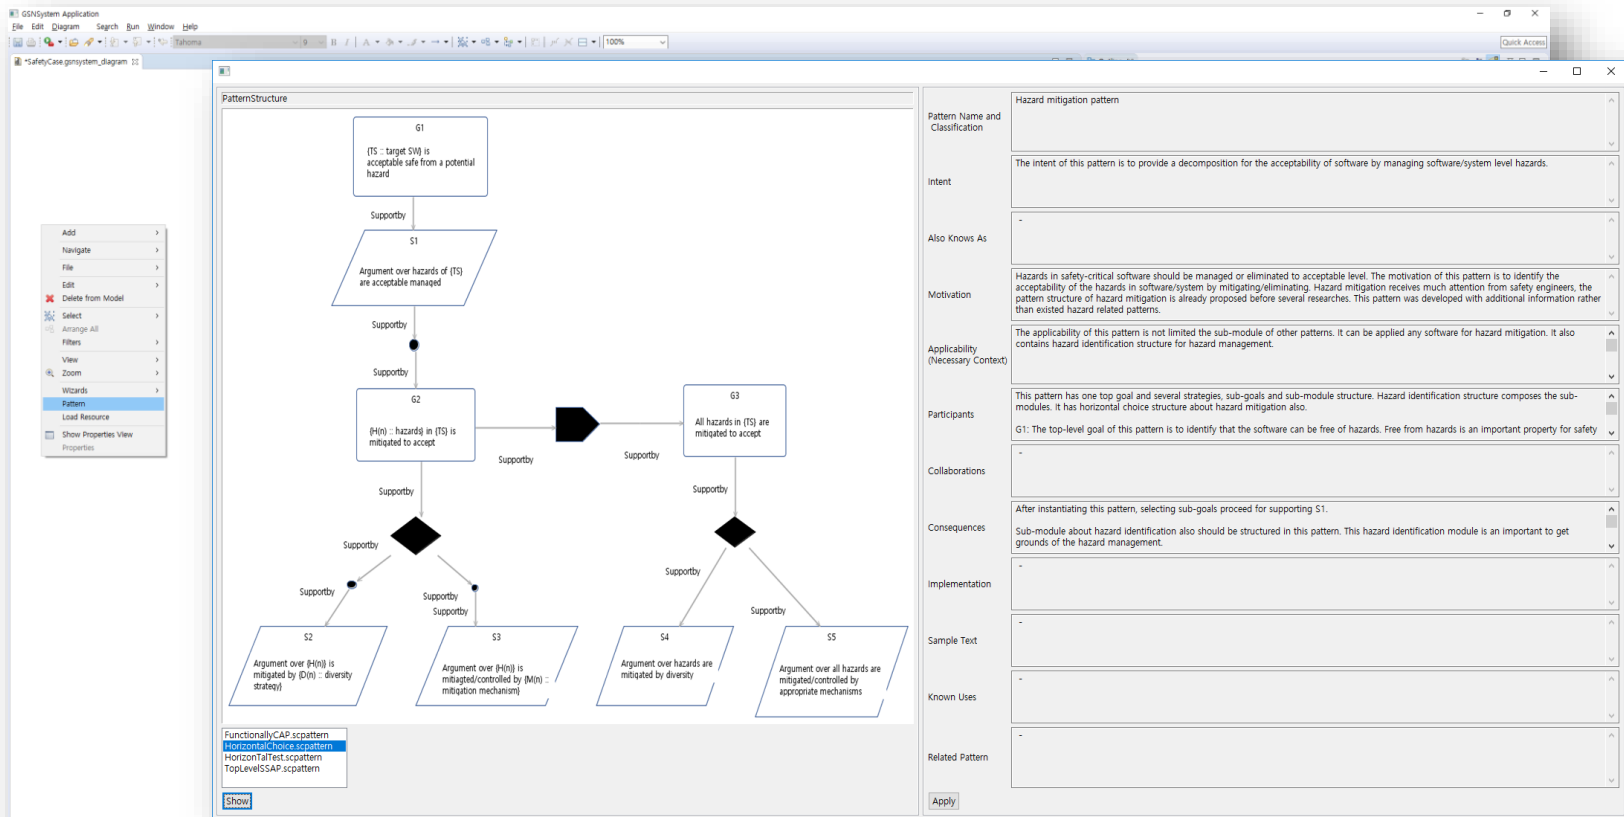 GSNSystem Application
File Edit Diagram Search Run Window Help
Tahoma 9 B I A 100%
Quick Access
*SafetyCase.gsnsystem_diagram
Add
Navigate
File
Edit
Delete from Model
Select
Arrange All
Filters
View
Zoom
Wizards
Pattern
Load Resource
Show Properties View
Properties
PatternStructure
G1
{TS :: target SW} is
acceptable safe from a potential
hazard
Supportby
S1
Argument over hazards of {TS}
are acceptable managed
Supportby
Supportby
G2
{H(n) :: hazards} in {TS} is
mitigated to accept
Supportby
Supportby
G3
All hazards in {TS} are
mitigated to accept
Supportby
Supportby
Supportby
Supportby
Supportby
Supportby
Supportby
Supportby
S2
Argument over {H(n)} is
mitigated by {D(n) :: diversity
strategy}
S3
Argument over {H(n)} is
mitiagted/controlled by {M(n) ::
mitigation mechanism}
S4
Argument over hazards are
mitigated by diversity
S5
Argument over all hazards are
mitigated/controlled by
appropriate mechanisms
FunctionallyCAP.scpattern
HorizontalChoice.scpattern
HorizonTalTest.scpattern
TopLevelSSAP.scpattern
Show
Pattern Name and
Classification
Hazard mitigation pattern
Intent
The intent of this pattern is to provide a decomposition for the acceptability of software by managing software/system level hazards.
Also Knows As
-
Motivation
Hazards in safety-critical software should be managed or eliminated to acceptable level. The motivation of this pattern is to identify the
acceptability of the hazards in software/system by mitigating/eliminating. Hazard mitigation receives much attention from safety engineers, the
pattern structure of hazard mitigation is already proposed before several researches. This pattern was developed with additional information rather
than existed hazard related patterns.
Applicability
(Necessary Context)
The applicability of this pattern is not limited the sub-module of other patterns. It can be applied any software for hazard mitigation. It also
contains hazard identification structure for hazard management.
Participants
This pattern has one top goal and several strategies, sub-goals and sub-module structure. Hazard identification structure composes the sub-
modules. It has horizontal choice structure about hazard mitigation also.
G1: The top-level goal of this pattern is to identify that the software can be free of hazards. Free from hazards is an important property for safety
Collaborations
-
Consequences
After instantiating this pattern, selecting sub-goals proceed for supporting S1.
Sub-module about hazard identification also should be structured in this pattern. This hazard identification module is an important to get
grounds of the hazard management.
Implementation
-
Sample Text
-
Known Uses
-
Related Pattern
-
Apply